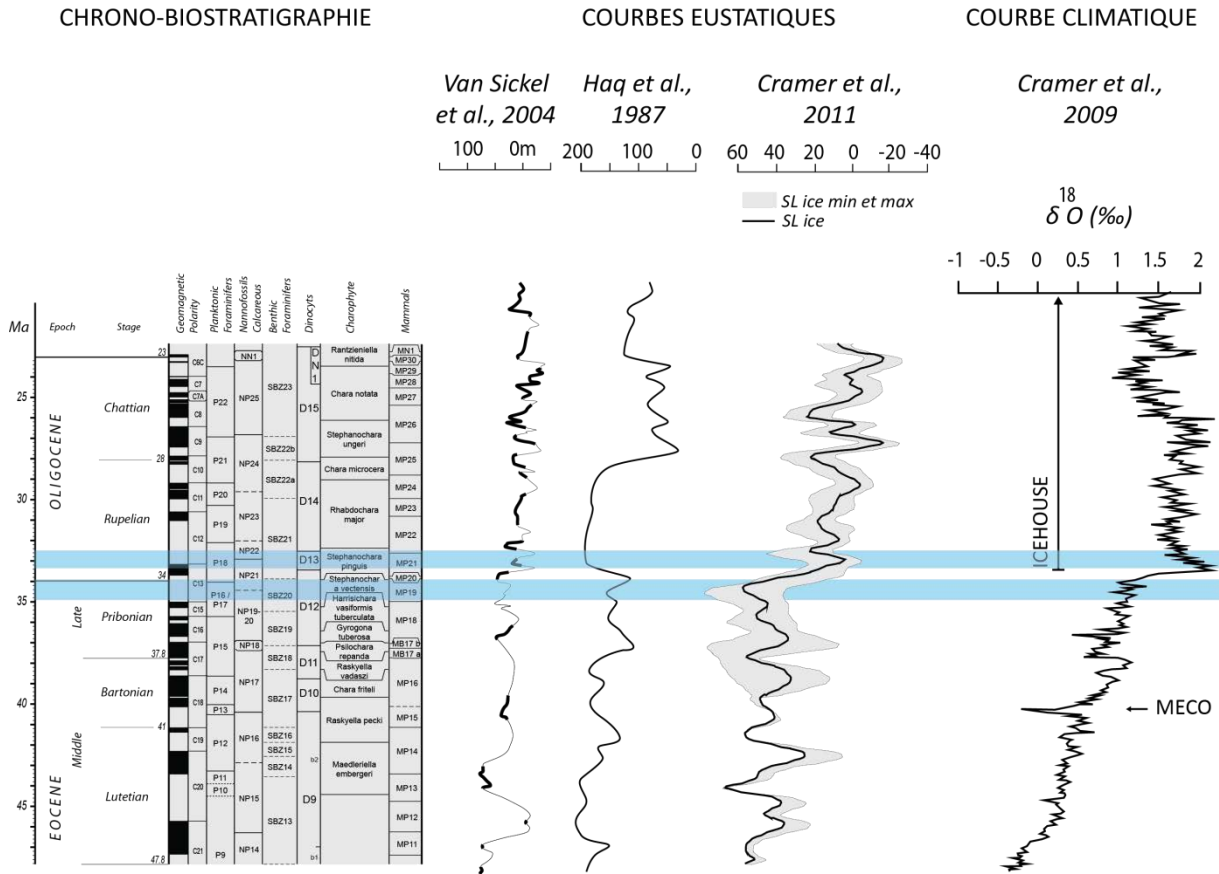 CHRONO-BIOSTRATIGRAPHIE
COURBES EUSTATIQUES
COURBE CLIMATIQUE
Van Sickel et al., 2004
Haq et al., 1987
Cramer et al., 2011
Cramer et al., 2009
100 0m
200 100 0
60 40 20 0 -20 -40
SL ice min et max
SL ice
18
δ O (‰)
-1 -0.5 0 0.5 1 1.5 2
Ma
Epoch
Stage
Geomagnetic Polarity
Planktonic Foraminifers
Nannofossils Calcareous
Benthic Foraminifers
Dinocyts
Charophyte
Mammals
25
30
35
40
45
OLIGOCENE
EOCENE
Late
Middle
23
Chattian
28
Rupelian
34
Pribonian
37.8
Bartonian
41
Lutetian
47.8
C6C
C7
C7A
C8
C9
C10
C11
C12
C13
C15
C16
C17
C18
C19
C20
C21
P22
P21
P20
P19
P18
P16 /
P17
P15
P14
P13
P12
P11
P10
P9
NN1
NP25
NP24
NP23
NP22
NP21
NP19-
20
NP18
NP17
NP16
NP15
NP14
SBZ23
SBZ22b
SBZ22a
SBZ21
SBZ20
SBZ19
SBZ18
SBZ17
SBZ16
SBZ15
SBZ14
SBZ13
D
N
1
D15
D14
D13
D12
D11
D10
b2
D9
b1
Rantzieniella
nitida
Chara notata
Stephanochara
ungeri
Chara microcera
Rhabdochara
major
Stephanochara
pinguis
Stephanochar
a vectensis
Harrisichara
vasiformis
tuberculata
Gyrogona
tuberosa
Psilochara
repanda
Raskyella
vadaszi
Chara friteli
Raskyella pecki
Maedleriella
embergeri
MN1
MP30
MP29
MP28
MP27
MP26
MP25
MP24
MP23
MP22
MP21
MP20
MP19
MP18
MB17 b
MB17 a
MP16
MP15
MP14
MP13
MP12
MP11
ICEHOUSE
MECO